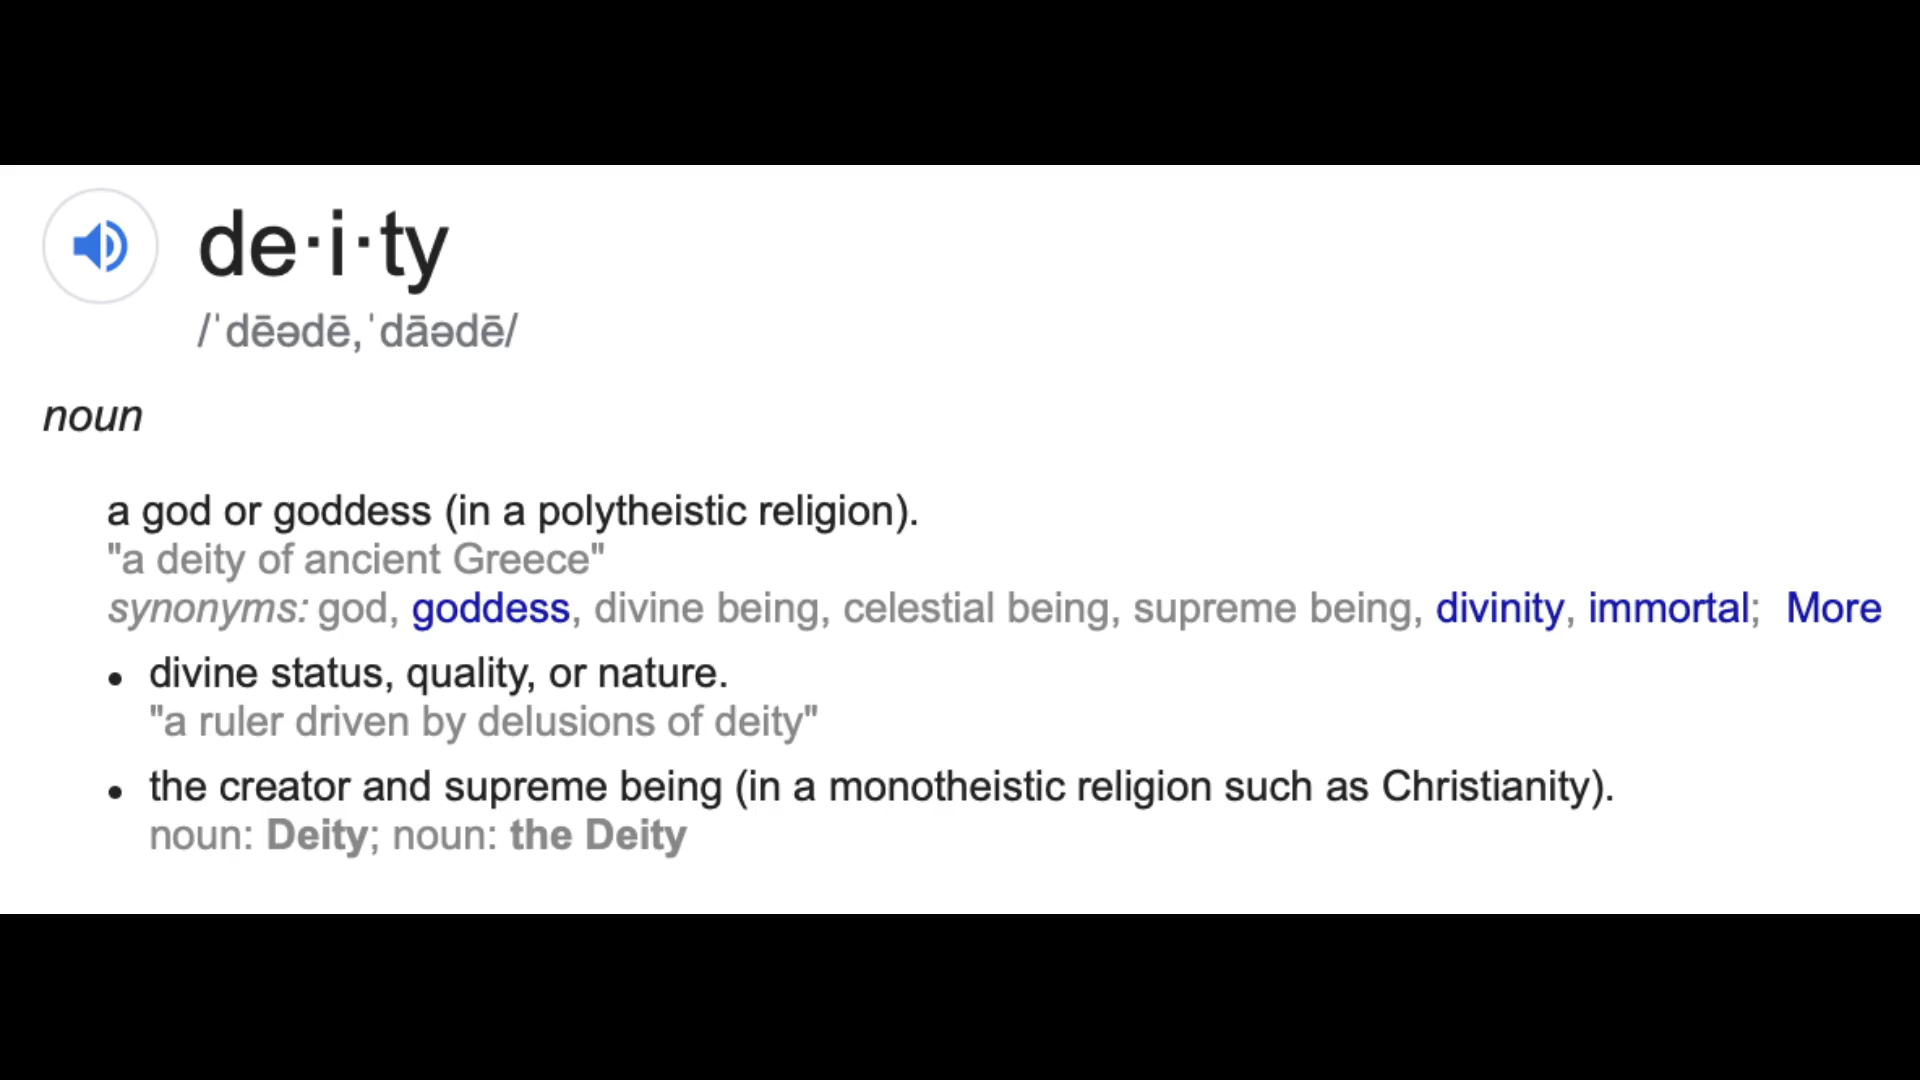 de·i·ty
/ˈdēədē,ˈdāədē/
noun
a god or goddess (in a polytheistic religion).
"a deity of ancient Greece"
synonyms: god, goddess, divine being, celestial being, supreme being, divinity, immortal; More
• divine status, quality, or nature.
"a ruler driven by delusions of deity"
• the creator and supreme being (in a monotheistic religion such as Christianity).
noun: Deity; noun: the Deity